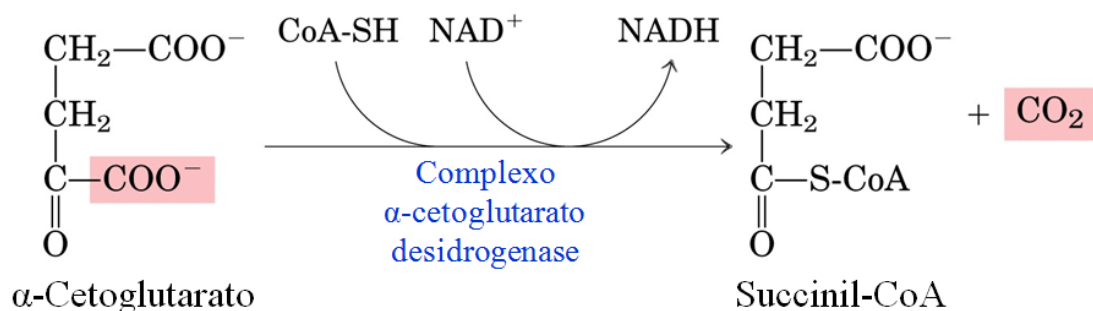 CH₂—COO⁻
CH₂
C—COO⁻
O
α-Cetoglutarato
CoA-SH NAD⁺ NADH
Complexo
α-cetoglutarato
desidrogenase
CH₂—COO⁻
CH₂
C—S-CoA
O
Succinil-CoA
+ CO₂